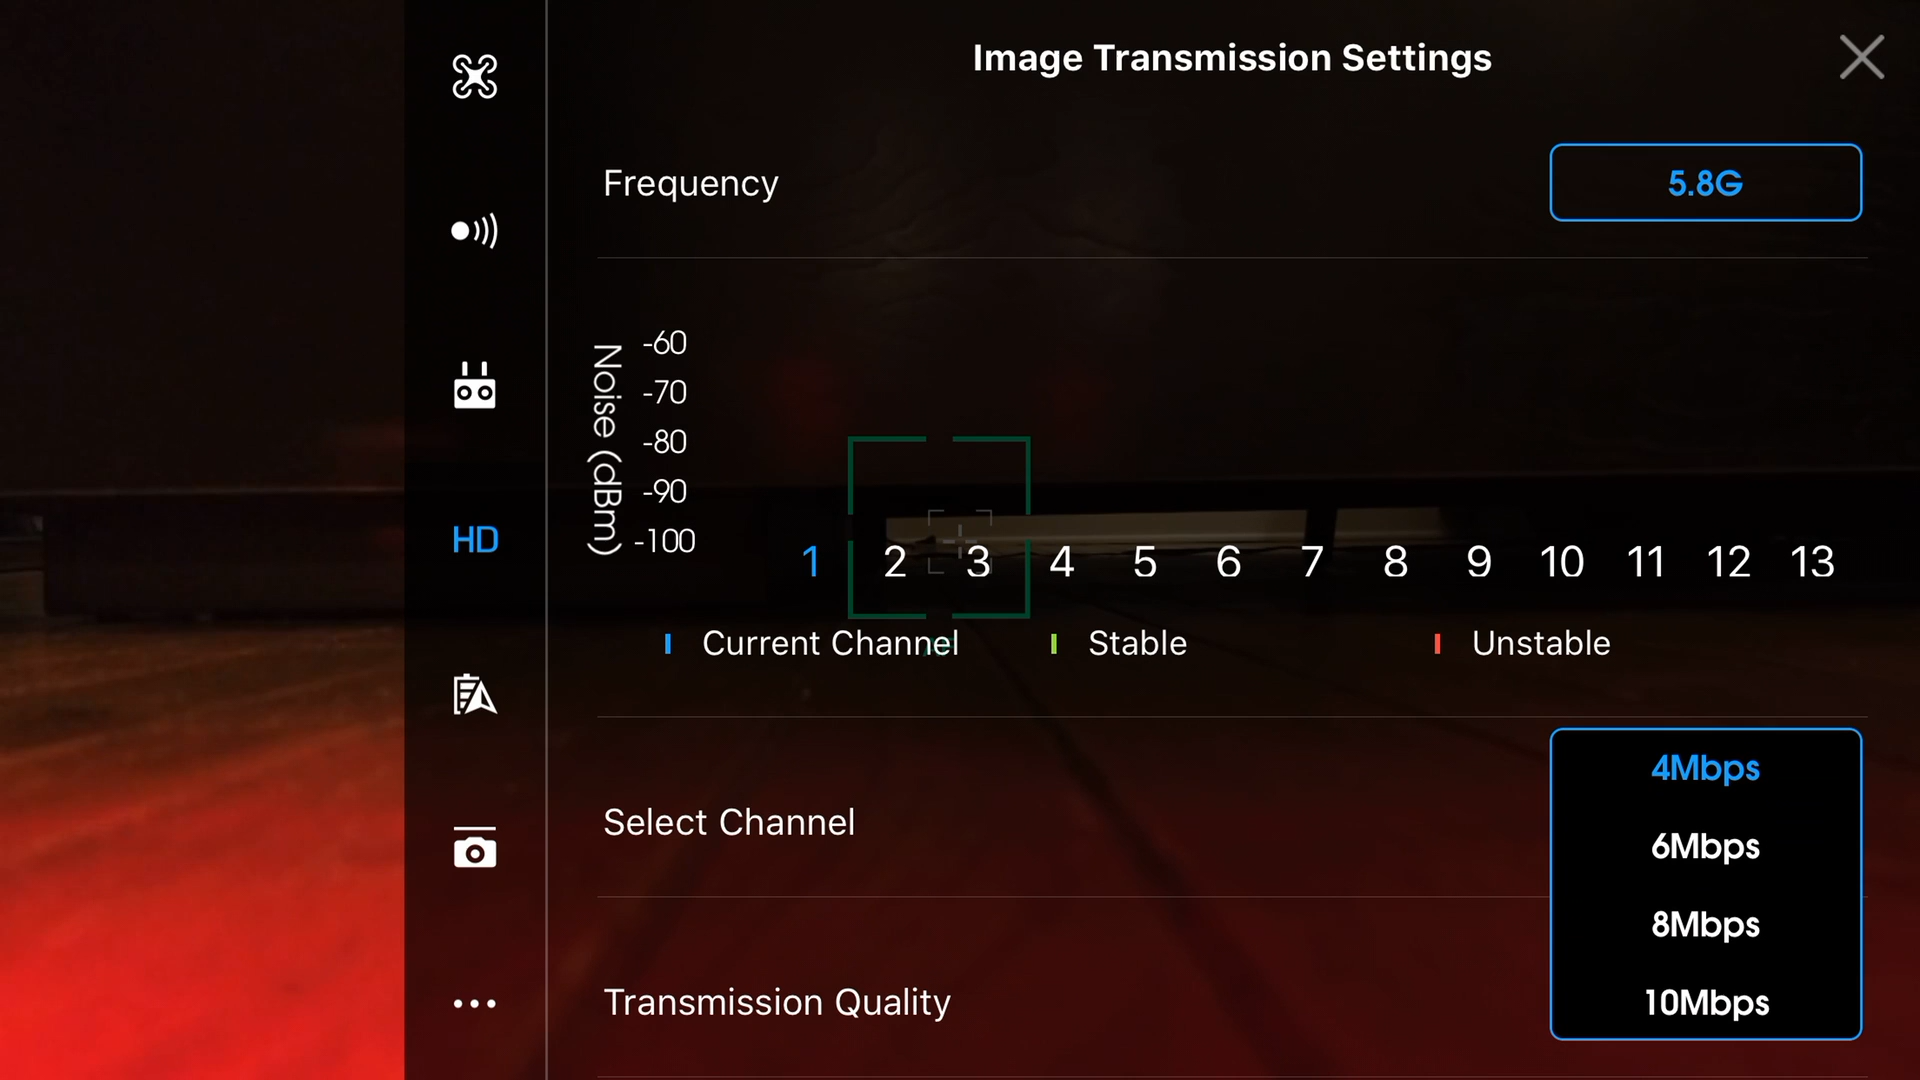 Image Transmission Settings
Frequency
5.8G
Noise (dBm)
-60
-70
-80
-90
-100
1 2 3 4 5 6 7 8 9 10 11 12 13
Current Channel Stable Unstable
HD
Select Channel
Transmission Quality
4Mbps
6Mbps
8Mbps
10Mbps